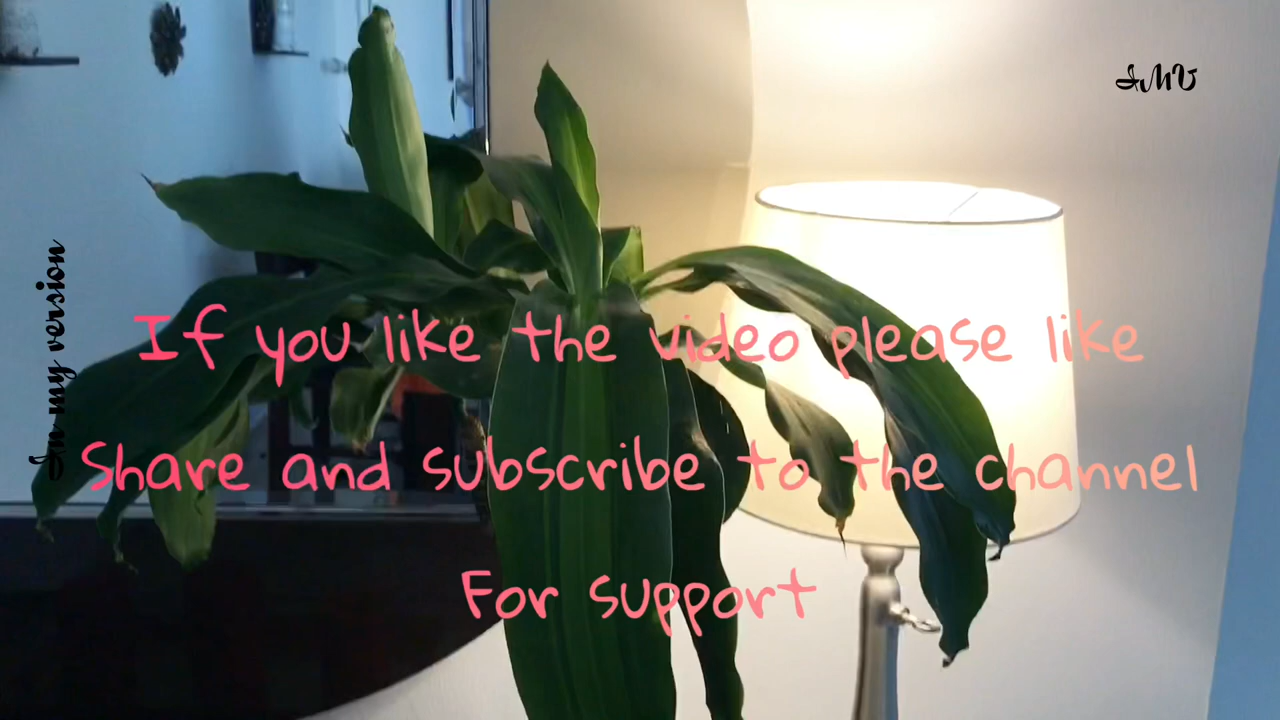 IMV
In my version
If you like the video please like
Share and subscribe to the channel
For support